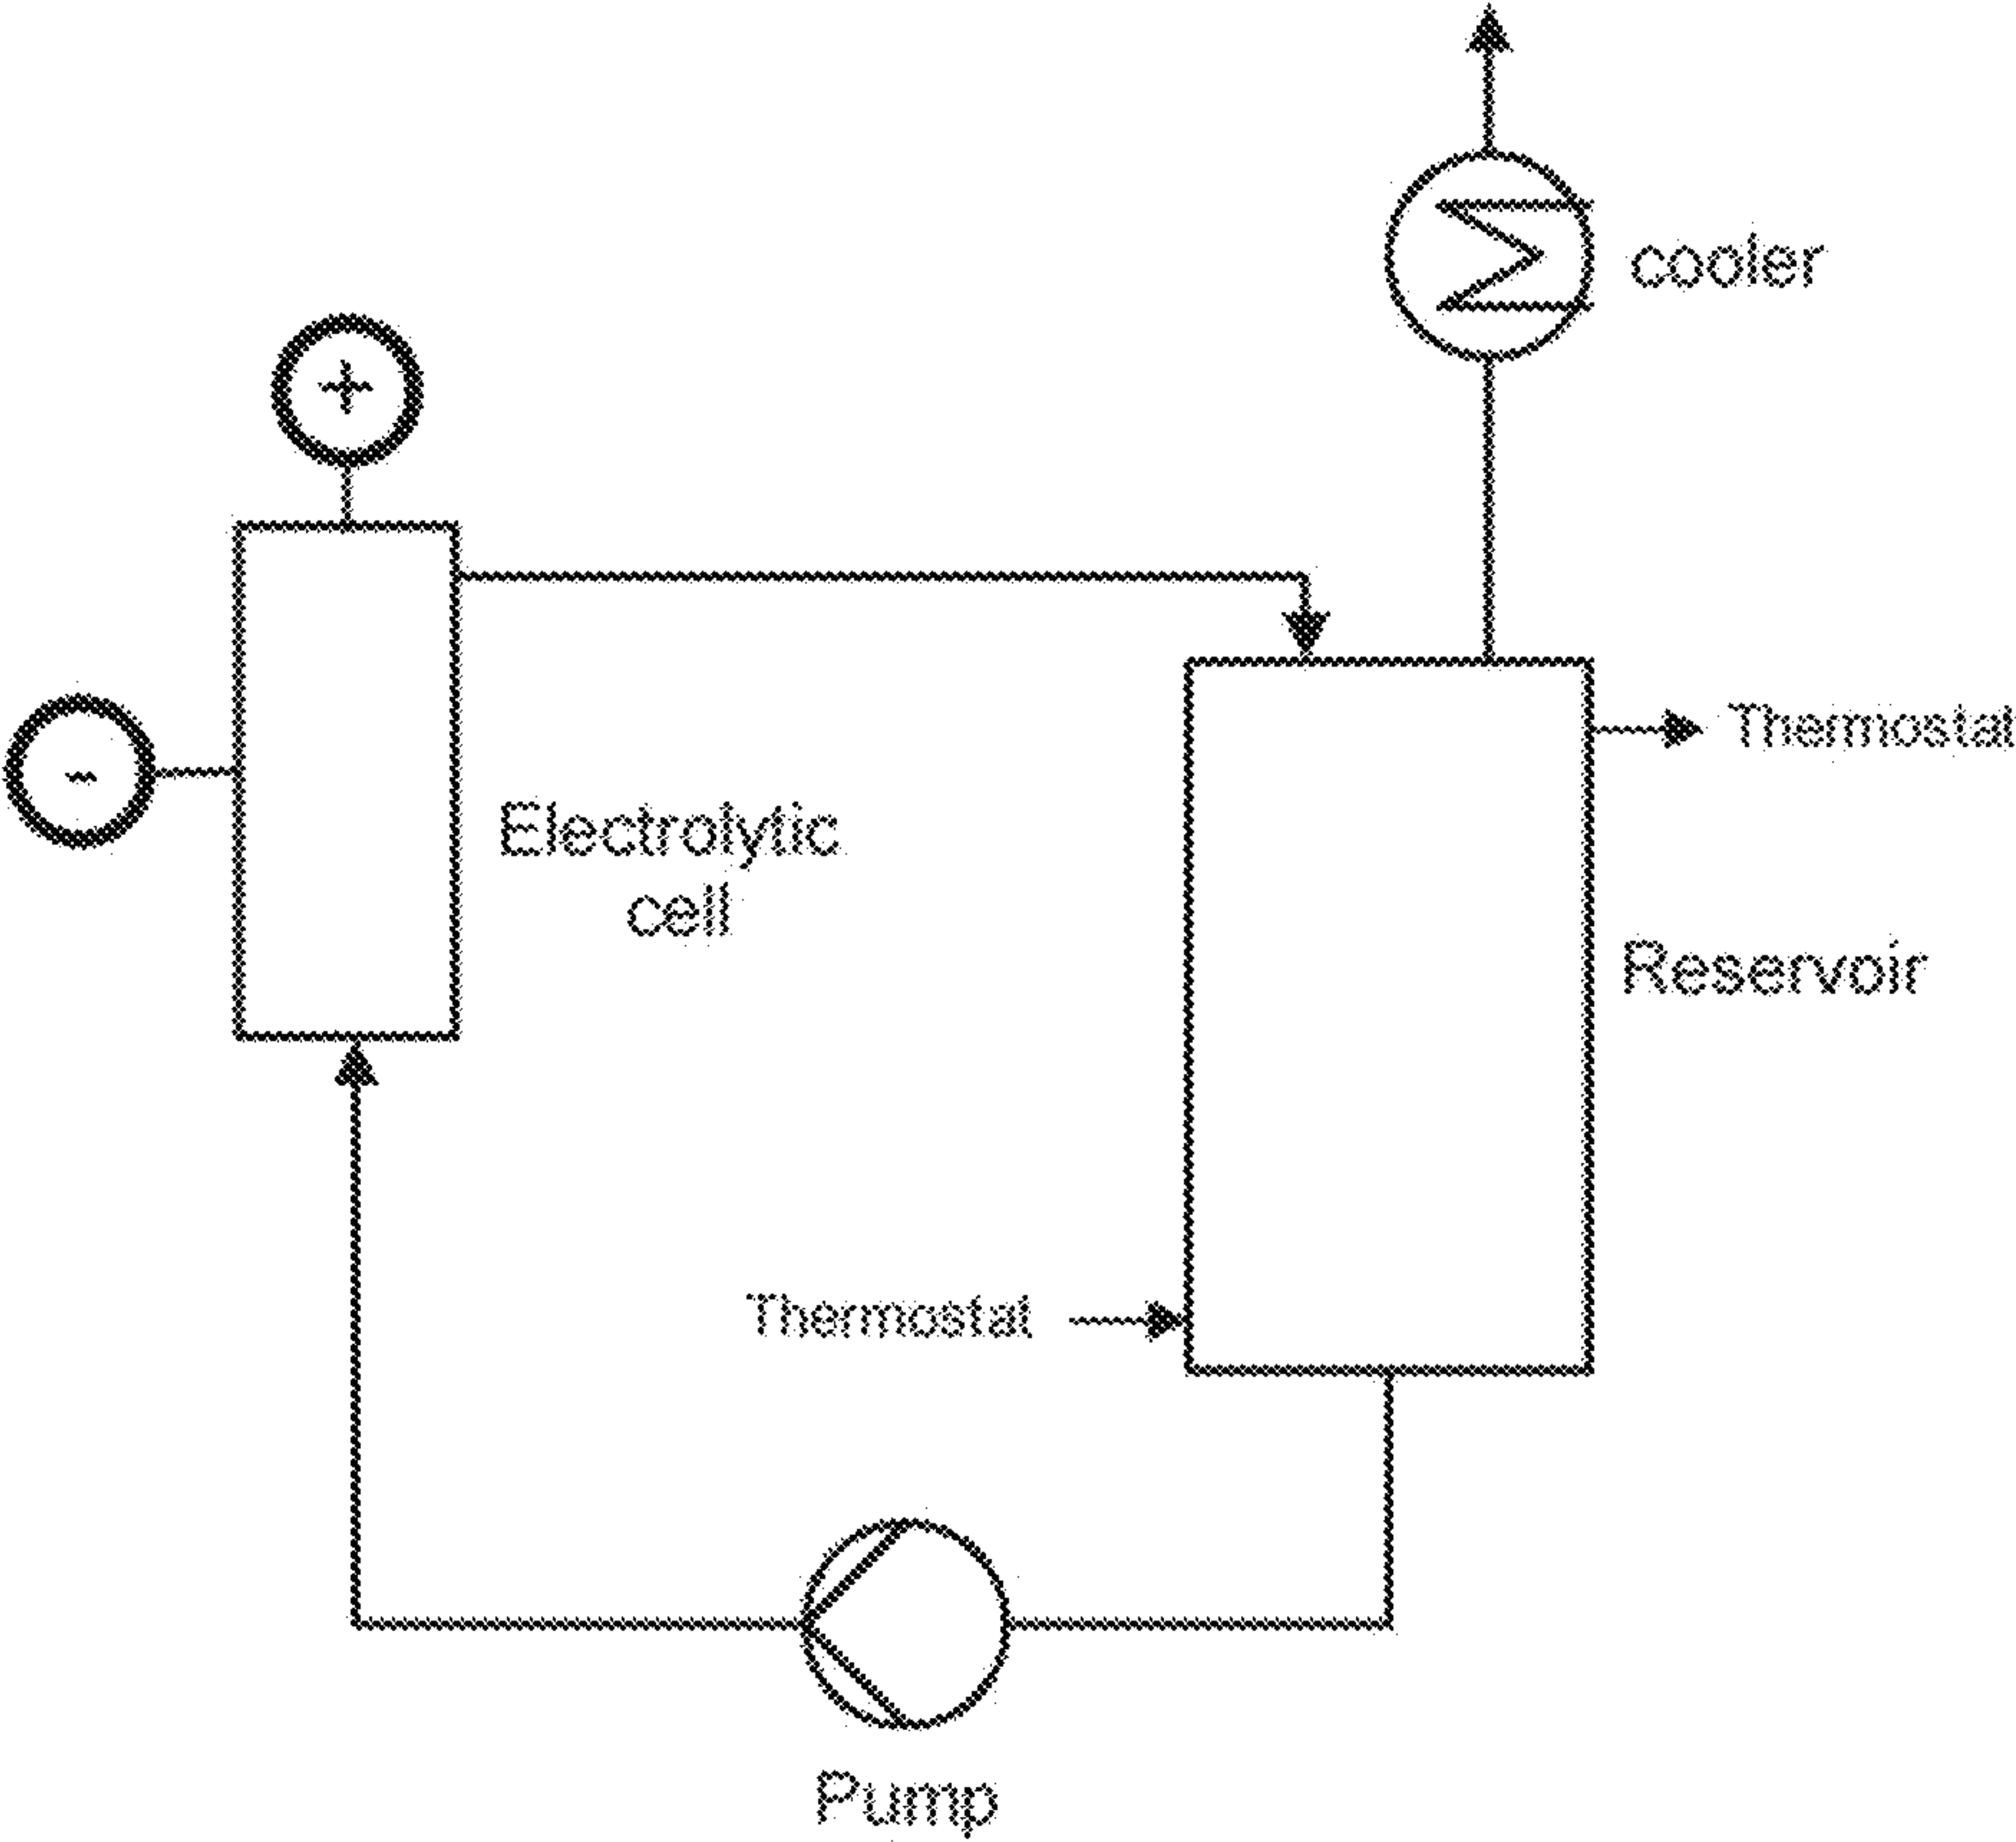 cooler
+
Thermostat
-
Electrolytic
cell
Reservoir
Thermostat
Pump